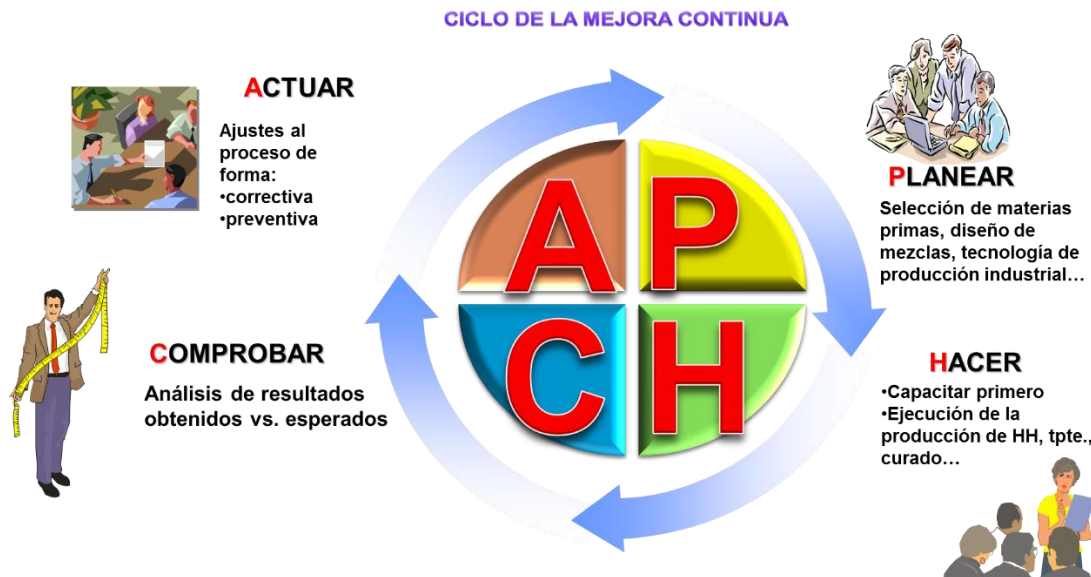 CICLO DE LA MEJORA CONTINUA
ACTUAR
Ajustes al
proceso de
forma:
•correctiva
•preventiva
A
P
C
H
PLANEAR
Selección de materias
primas, diseño de
mezclas, tecnología de
producción industrial…
COMPROBAR
Análisis de resultados
obtenidos vs. esperados
HACER
•Capacitar primero
•Ejecución de la
producción de HH, tpte.,
curado…